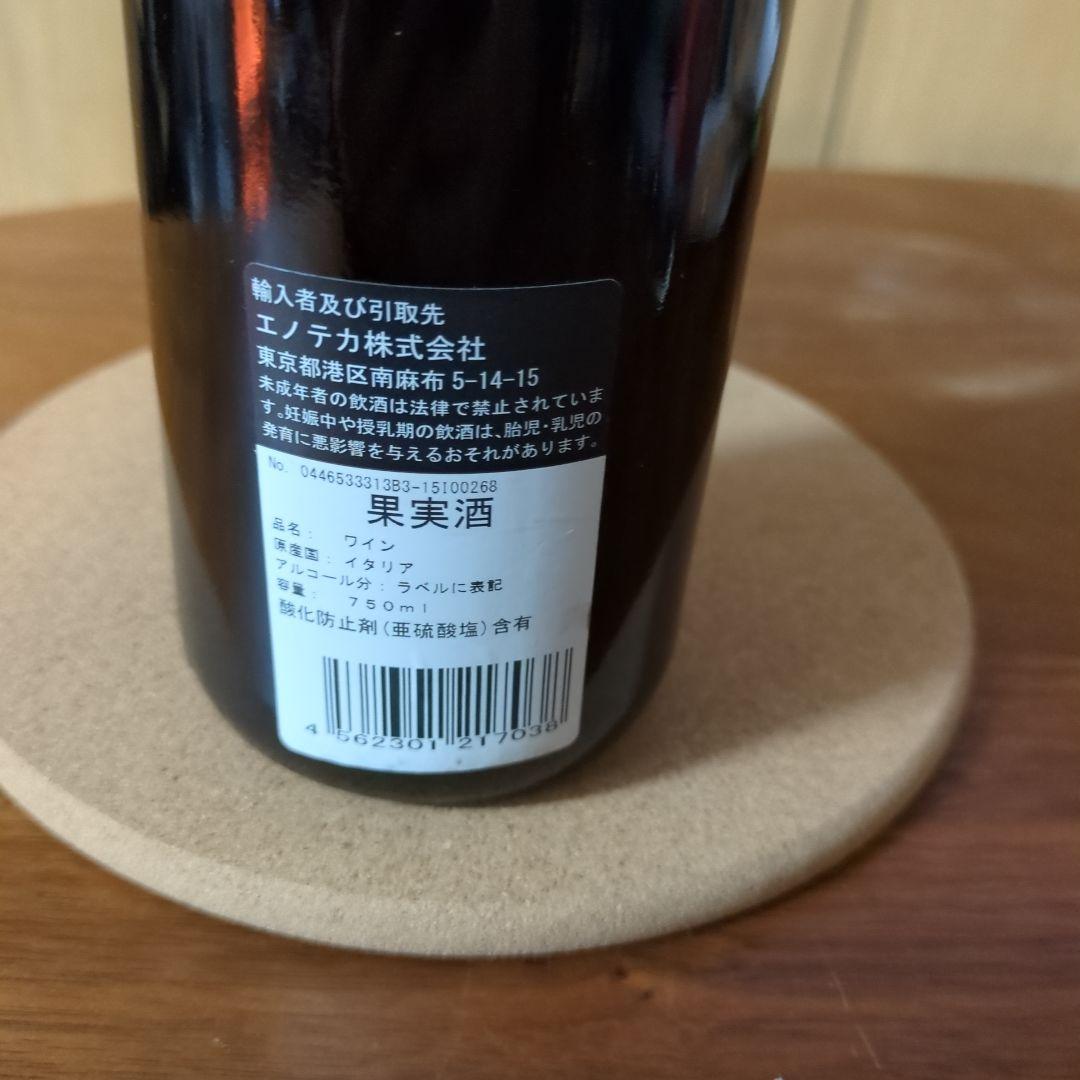 輸入者及び引取先
エノテカ株式会社
東京都港区南麻布5-14-15
未成年者の飲酒は法律で禁止されていま
す。妊娠中や授乳期の飲酒は、胎児・乳児の
発育に悪影響を与えるおそれがあります。
No. 0446533313B3-15I00268
果実酒
品名: ワイン
原産国: イタリア
アルコール分: ラベルに表記
容量: 750ml
酸化防止剤(亜硫酸塩)含有
4 562301 217038